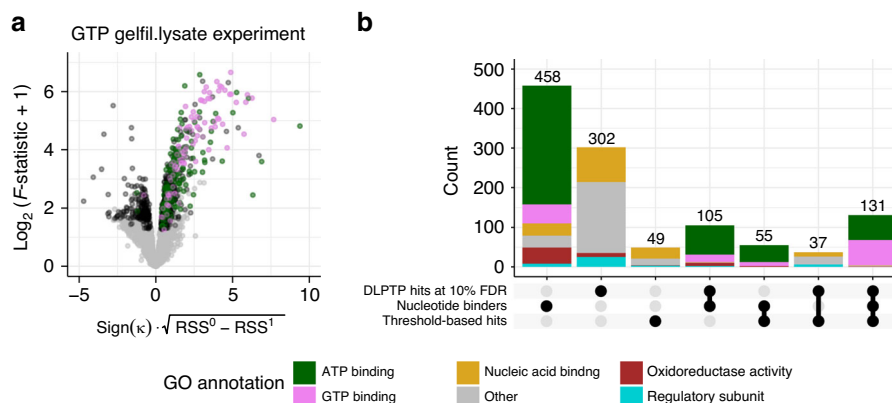 a
GTP gelfil.lysate experiment
Log2 (F-statistic + 1)
6
4
2
0
−5
0
5
10
Sign(κ)·√RSS⁰ − RSS¹
b
Count
500
400
300
200
100
0
458
302
49
105
55
37
131
DLPTP hits at 10% FDR
Nucleotide binders
Threshold-based hits
GO annotation
ATP binding
GTP binding
Nucleic acid bindng
Other
Oxidoreductase activity
Regulatory subunit